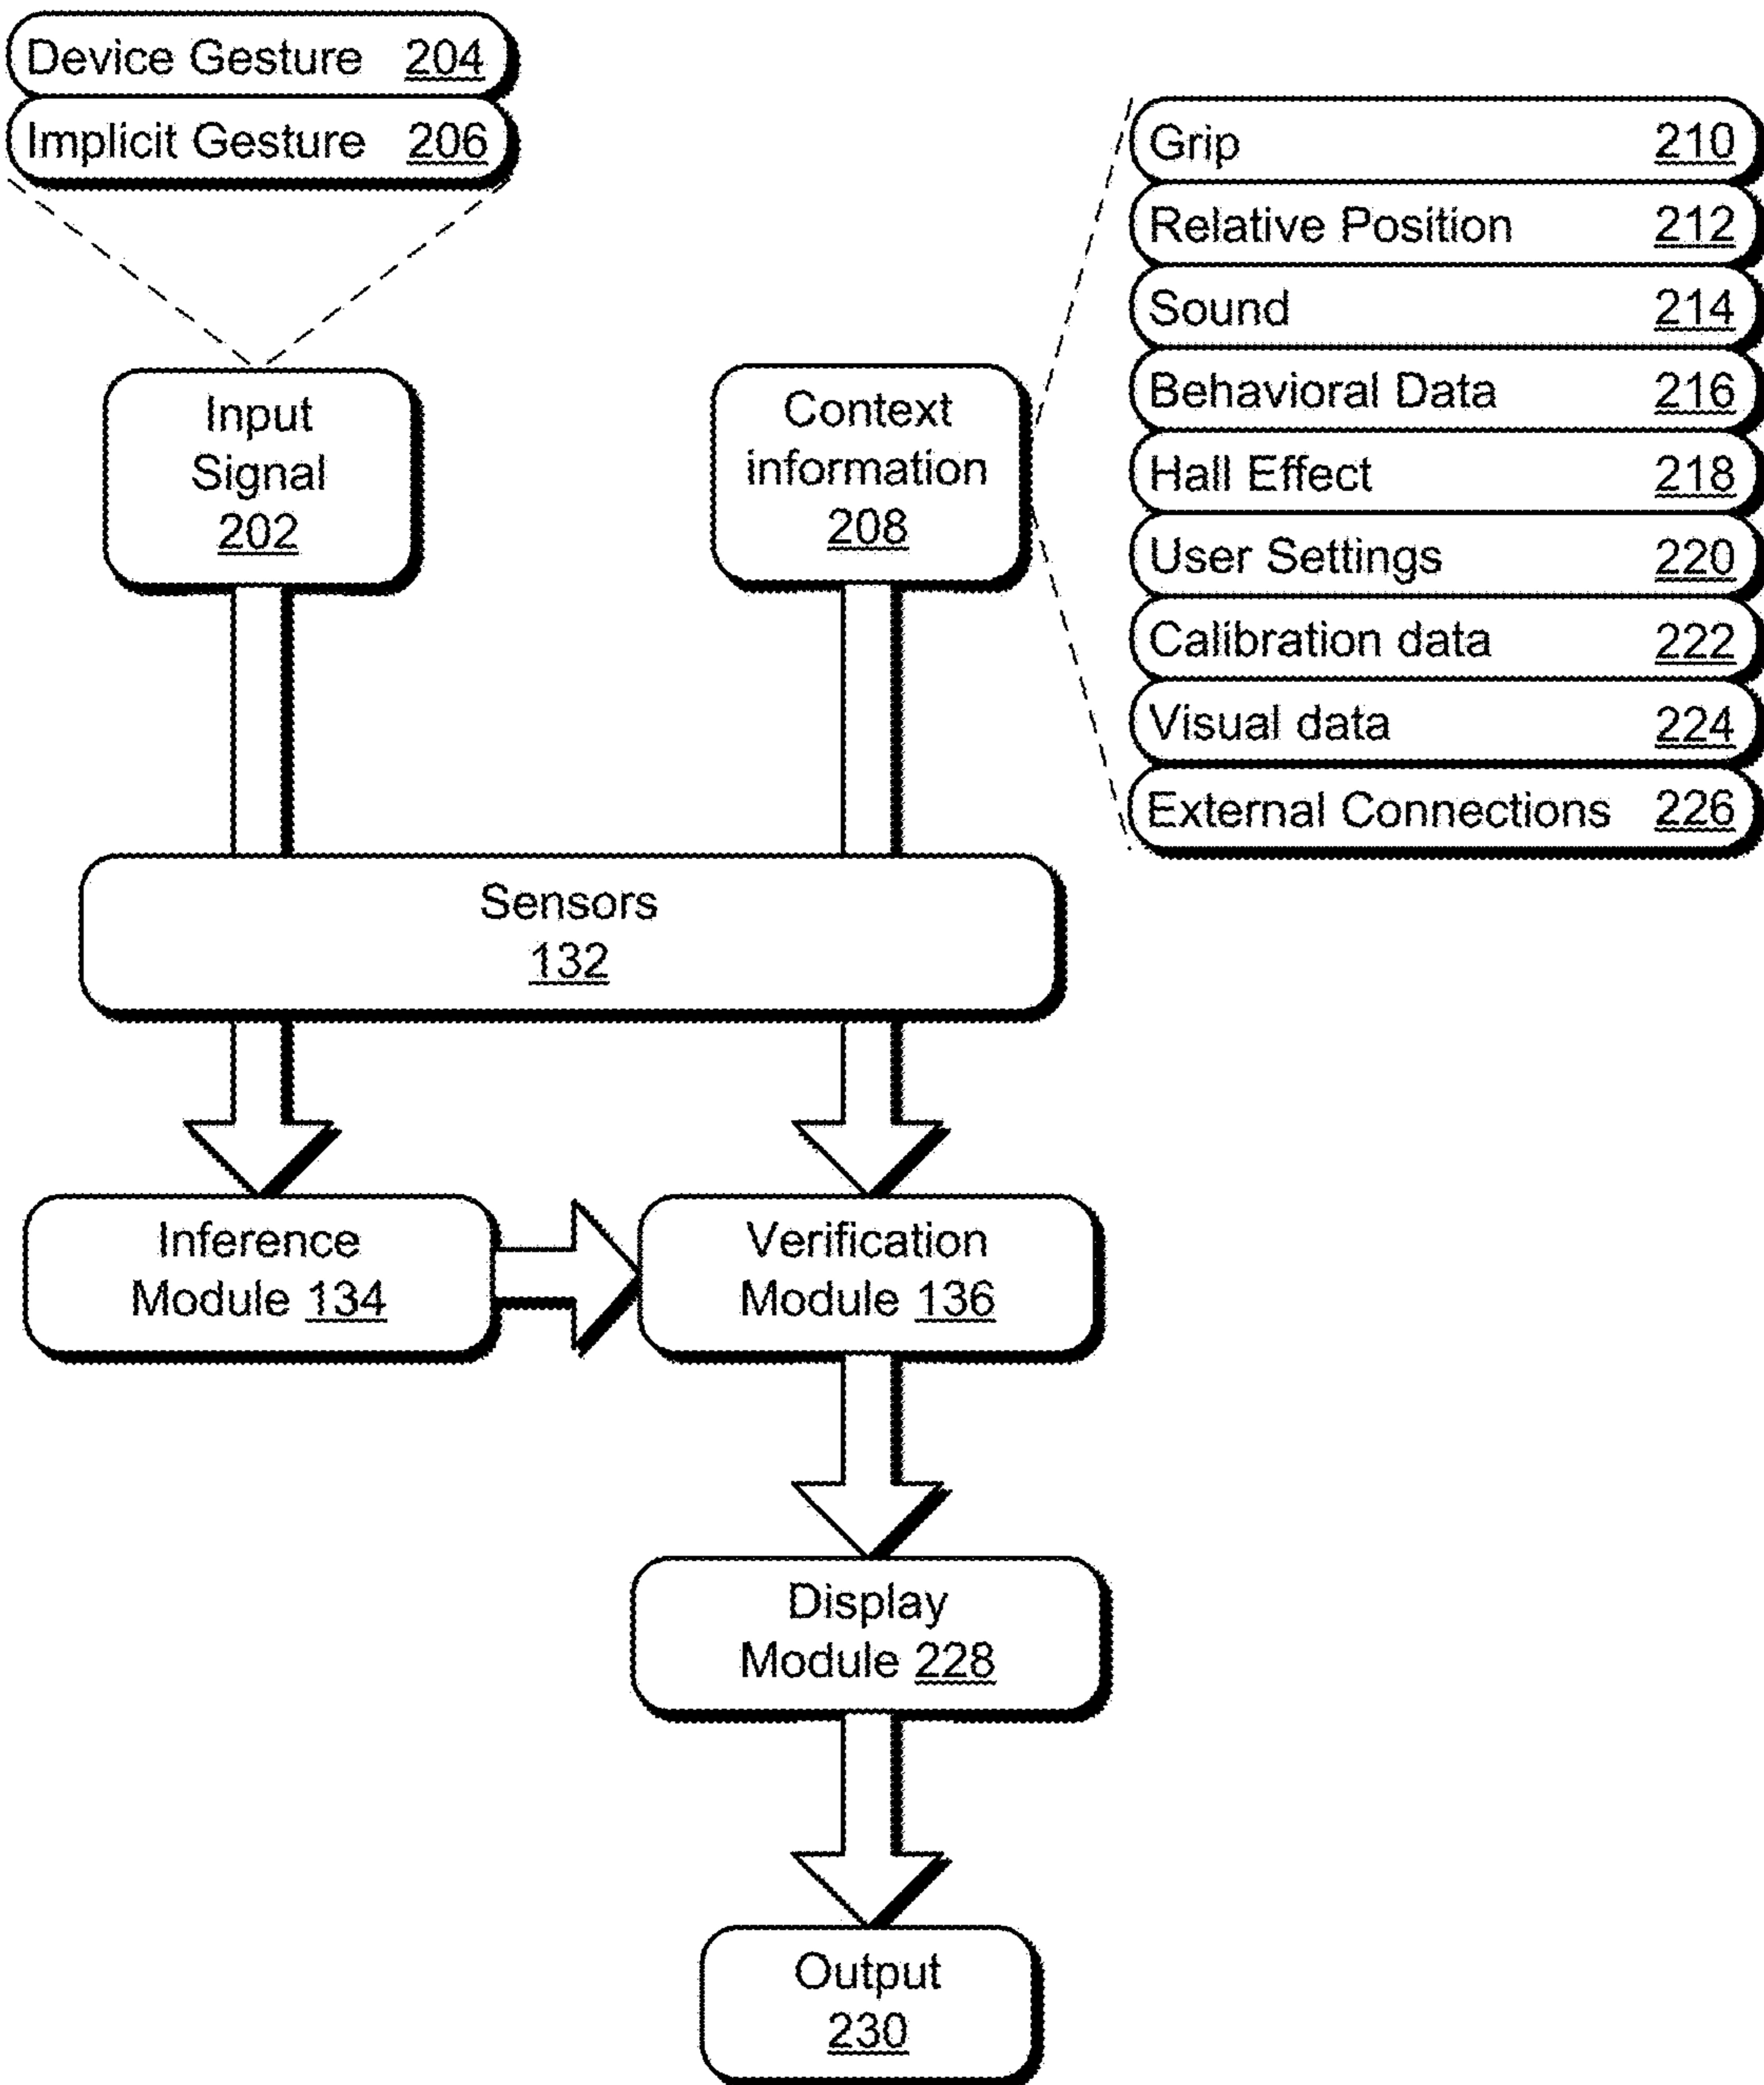 Device Gesture 204
Implicit Gesture 206
Grip 210
Relative Position 212
Sound 214
Behavioral Data 216
Hall Effect 218
User Settings 220
Calibration data 222
Visual data 224
External Connections 226
Input
Signal
202
Context
information
208
Sensors
132
Inference
Module 134
Verification
Module 136
Display
Module 228
Output
230